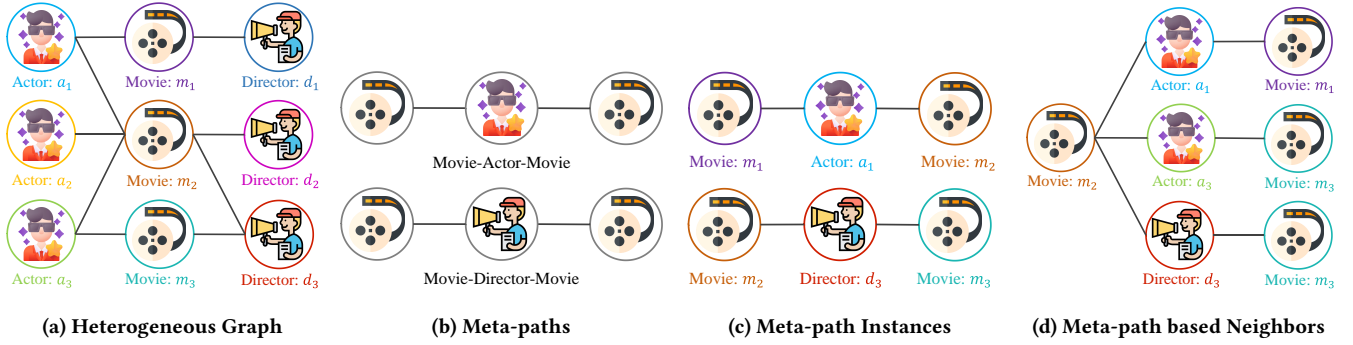 Actor: a₁
Movie: m₁
Director: d₁
Actor: a₂
Movie: m₂
Director: d₂
Actor: a₃
Movie: m₃
Director: d₃
(a) Heterogeneous Graph
Movie-Actor-Movie
Movie-Director-Movie
(b) Meta-paths
Movie: m₁
Actor: a₁
Movie: m₂
Movie: m₂
Director: d₃
Movie: m₃
(c) Meta-path Instances
Actor: a₁
Movie: m₁
Movie: m₂
Actor: a₃
Movie: m₃
Director: d₃
Movie: m₃
(d) Meta-path based Neighbors